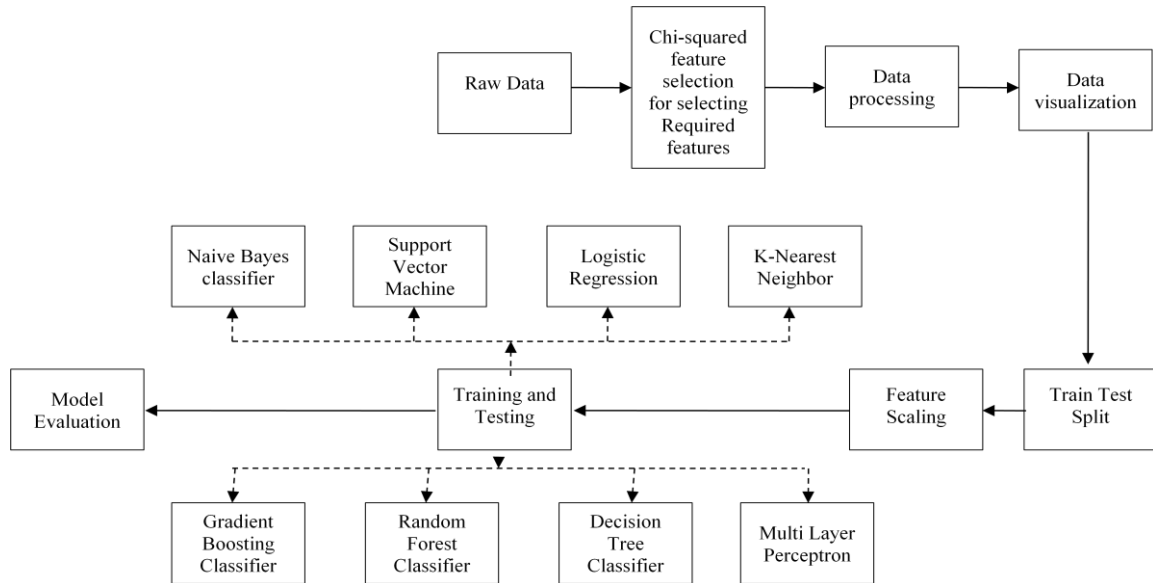 Raw Data
Chi-squared
feature
selection
for selecting
Required
features
Data
processing
Data
visualization
Naive Bayes
classifier
Support
Vector
Machine
Logistic
Regression
K-Nearest
Neighbor
Model
Evaluation
Training and
Testing
Feature
Scaling
Train Test
Split
Gradient
Boosting
Classifier
Random
Forest
Classifier
Decision
Tree
Classifier
Multi Layer
Perceptron